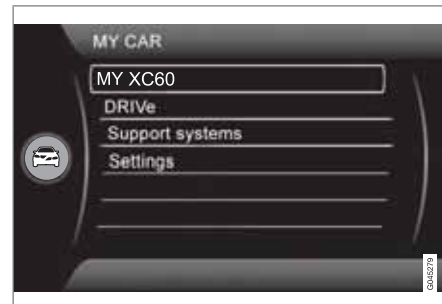 MY CAR
MY XC60
DRIVe
Support systems
Settings
G045279